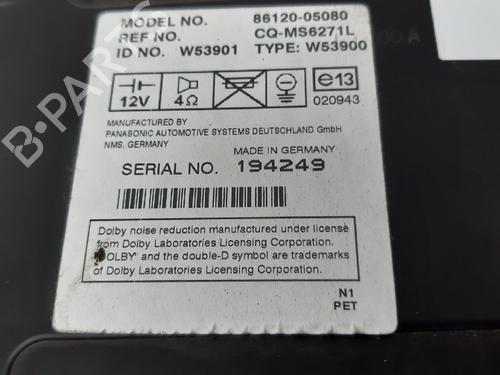 MODEL NO. 86120-05080
REF NO. CQ-MS6271L
ID NO. W53901 TYPE: W53900
12V 4Ω e13
020943
MANUFACTURED BY
PANASONIC AUTOMOTIVE SYSTEMS DEUTSCHLAND GmbH
NMS, GERMANY
MADE IN GERMANY
SERIAL NO. 194249
Dolby noise reduction manufactured under license
from Dolby Laboratories Licensing Corporation.
"DOLBY" and the double-D symbol are trademarks
of Dolby Laboratories Licensing Corporation.
N1
PET
B-PARTS